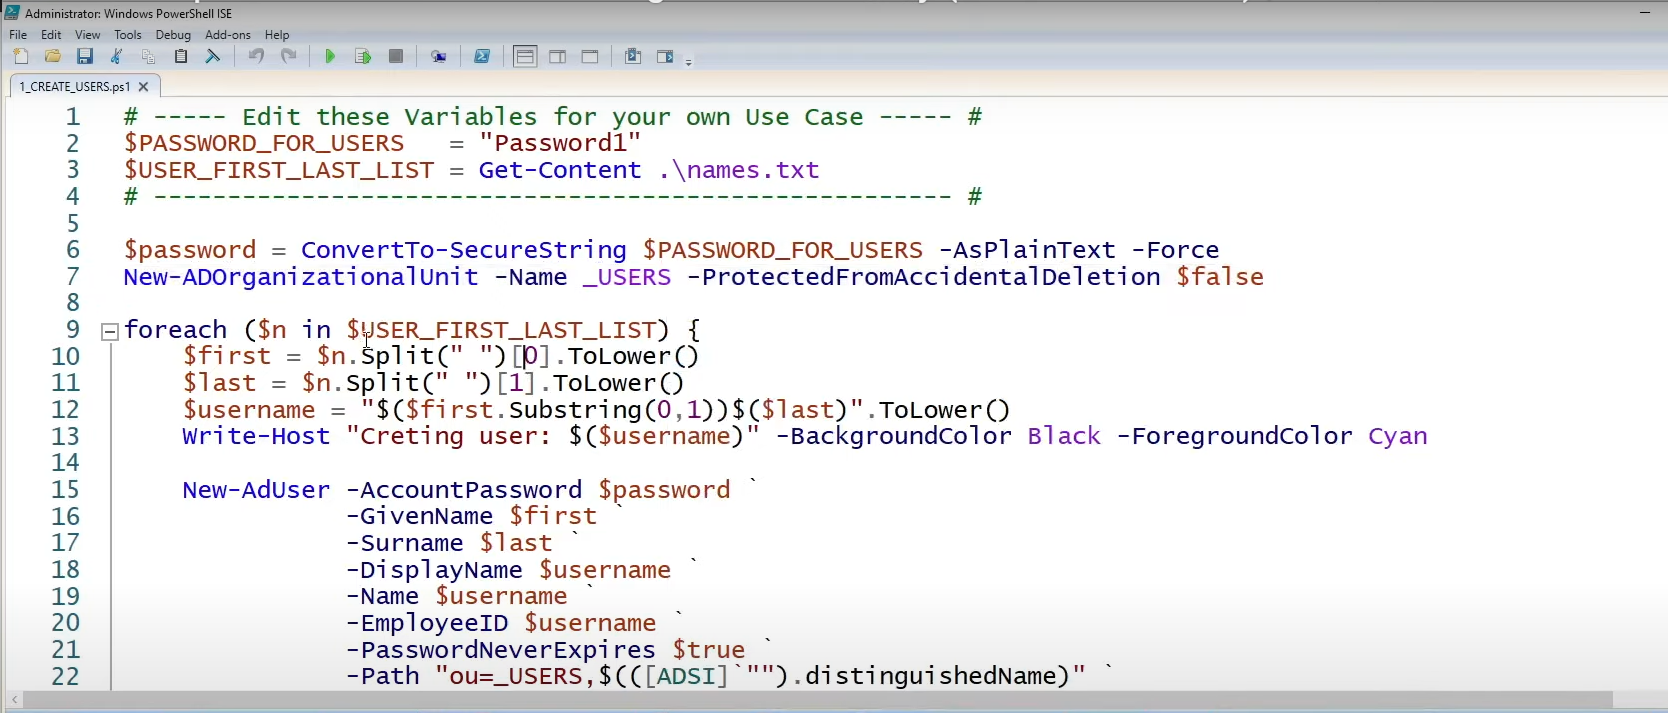 Administrator: Windows PowerShell ISE
File Edit View Tools Debug Add-ons Help
1_CREATE_USERS.ps1
1 # ----- Edit these Variables for your own Use Case ----- #
2 $PASSWORD_FOR_USERS   = "Password1"
3 $USER_FIRST_LAST_LIST = Get-Content .\names.txt
4 # ------------------------------------------------------ #
5
6 $password = ConvertTo-SecureString $PASSWORD_FOR_USERS -AsPlainText -Force
7 New-ADOrganizationalUnit -Name _USERS -ProtectedFromAccidentalDeletion $false
8
9 foreach ($n in $USER_FIRST_LAST_LIST) {
10     $first = $n.Split(" ")[0].ToLower()
11     $last = $n.Split(" ")[1].ToLower()
12     $username = "$($first.Substring(0,1))$($last)".ToLower()
13     Write-Host "Creting user: $($username)" -BackgroundColor Black -ForegroundColor Cyan
14
15     New-AdUser -AccountPassword $password `
16                -GivenName $first `
17                -Surname $last `
18                -DisplayName $username `
19                -Name $username `
20                -EmployeeID $username `
21                -PasswordNeverExpires $true `
22                -Path "ou=_USERS,$(([ADSI]`"").distinguishedName)" `